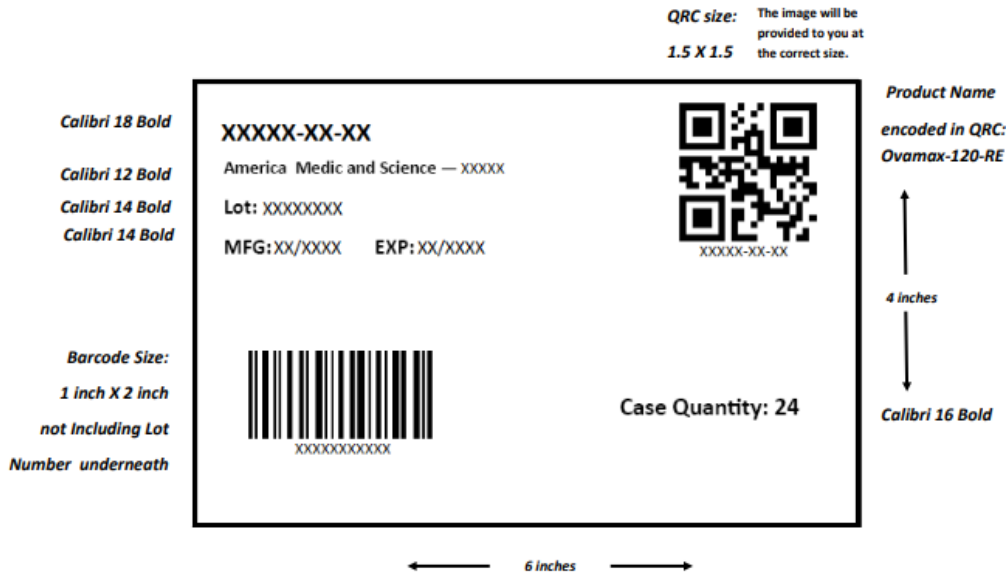 QRC size:
1.5 X 1.5
The image will be
provided to you at
the correct size.
Calibri 18 Bold
Calibri 12 Bold
Calibri 14 Bold
Calibri 14 Bold
XXXXX-XX-XX
America Medic and Science — XXXXX
Lot: XXXXXXXX
MFG: XX/XXXX EXP: XX/XXXX
XXXXX-XX-XX
Product Name
encoded in QRC:
Ovamax-120-RE
4 inches
Barcode Size:
1 inch X 2 inch
not Including Lot
Number underneath
XXXXXXXXXXX
Case Quantity: 24
Calibri 16 Bold
6 inches